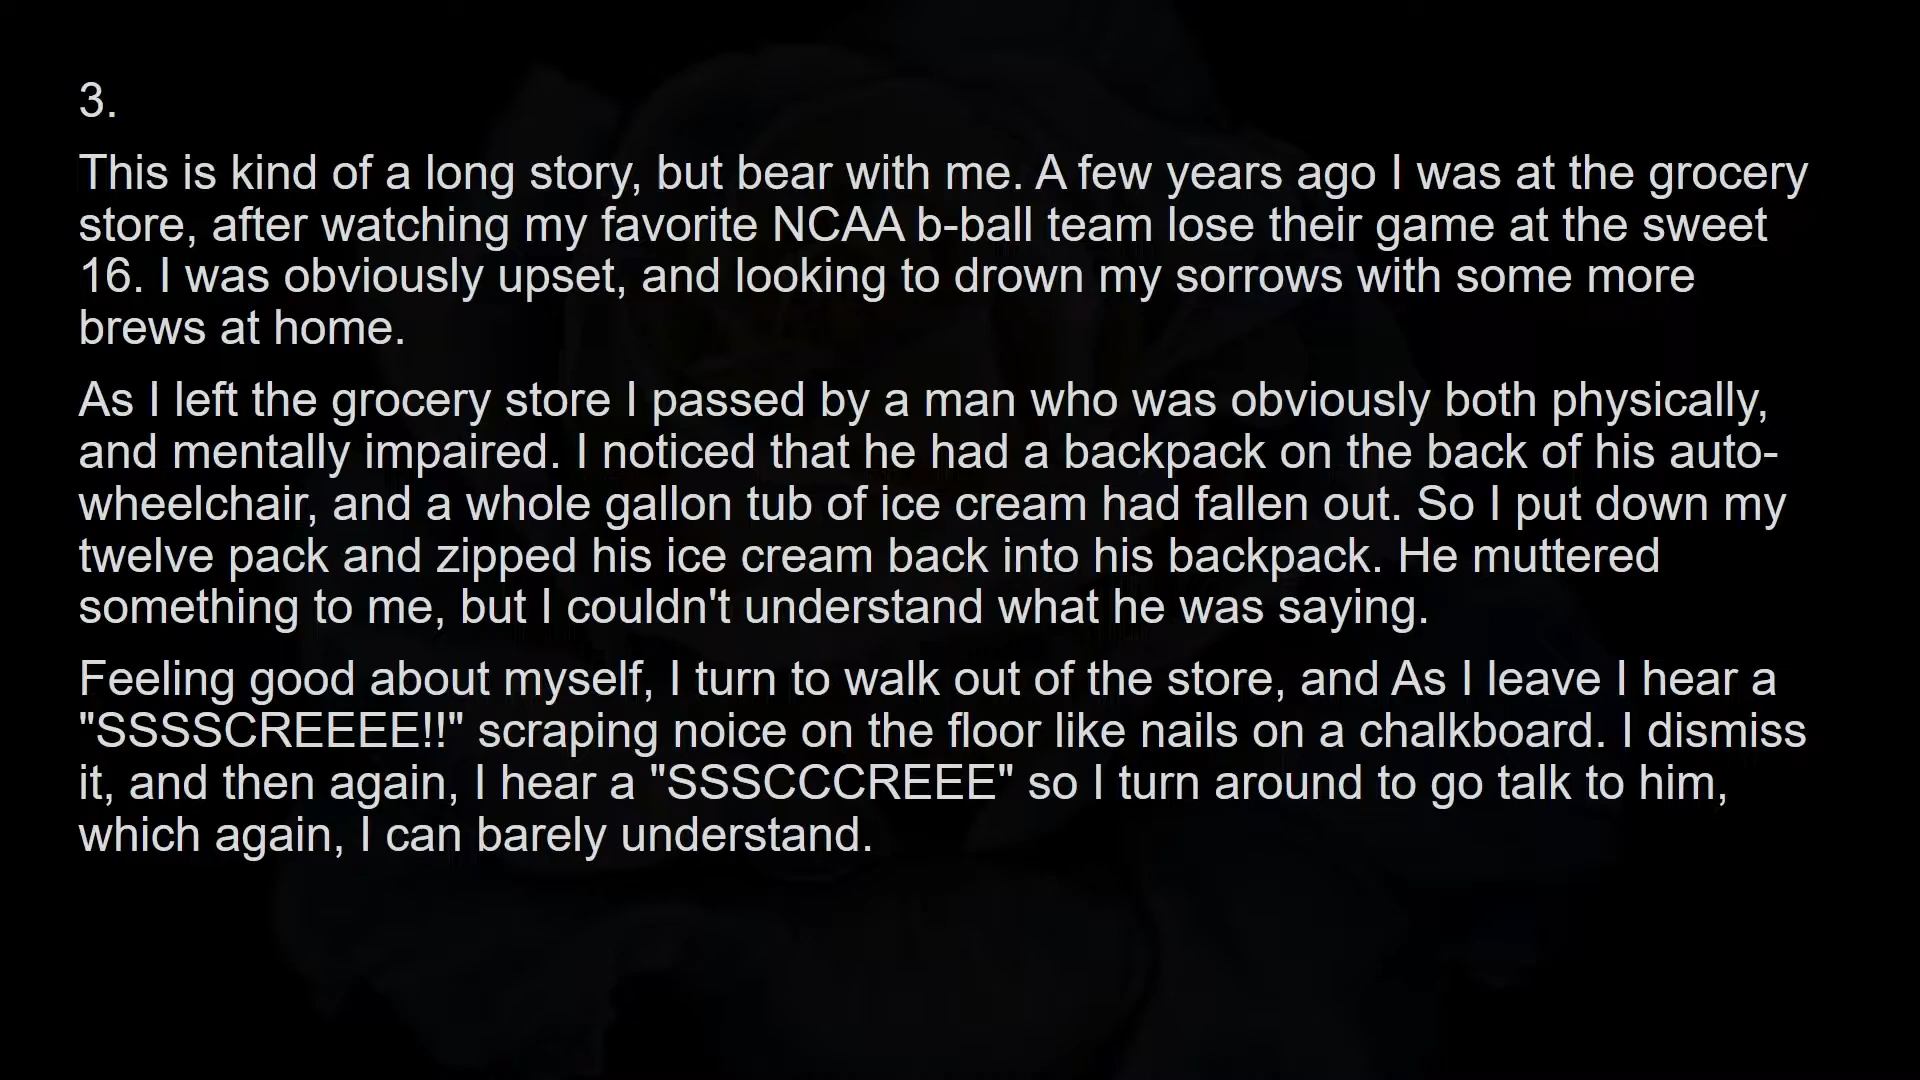 3.
This is kind of a long story, but bear with me. A few years ago I was at the grocery
store, after watching my favorite NCAA b-ball team lose their game at the sweet
16. I was obviously upset, and looking to drown my sorrows with some more
brews at home.
As I left the grocery store I passed by a man who was obviously both physically,
and mentally impaired. I noticed that he had a backpack on the back of his auto-
wheelchair, and a whole gallon tub of ice cream had fallen out. So I put down my
twelve pack and zipped his ice cream back into his backpack. He muttered
something to me, but I couldn't understand what he was saying.
Feeling good about myself, I turn to walk out of the store, and As I leave I hear a
"SSSSCREEEE!!" scraping noice on the floor like nails on a chalkboard. I dismiss
it, and then again, I hear a "SSSCCCREEE" so I turn around to go talk to him,
which again, I can barely understand.